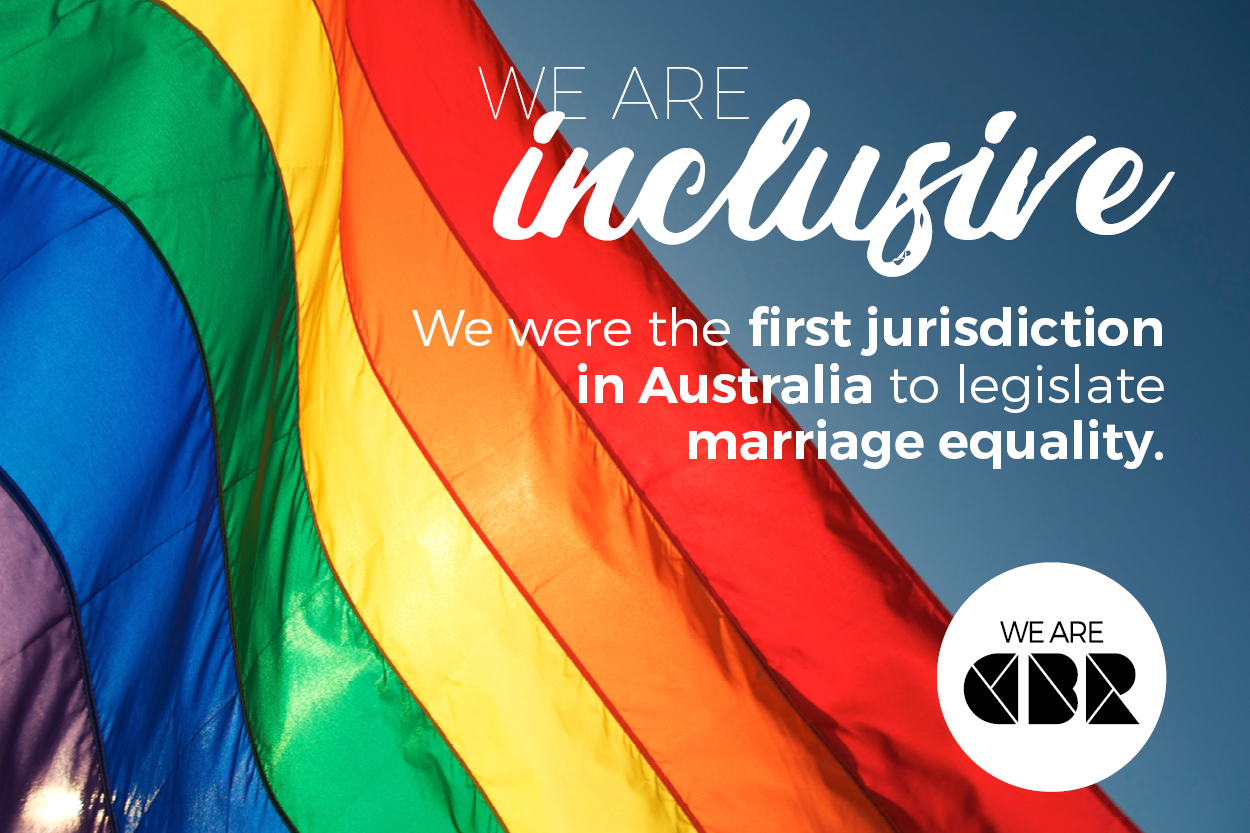 WE ARE
inclusive
We were the first jurisdiction
in Australia to legislate
marriage equality.
WE ARE
CBR